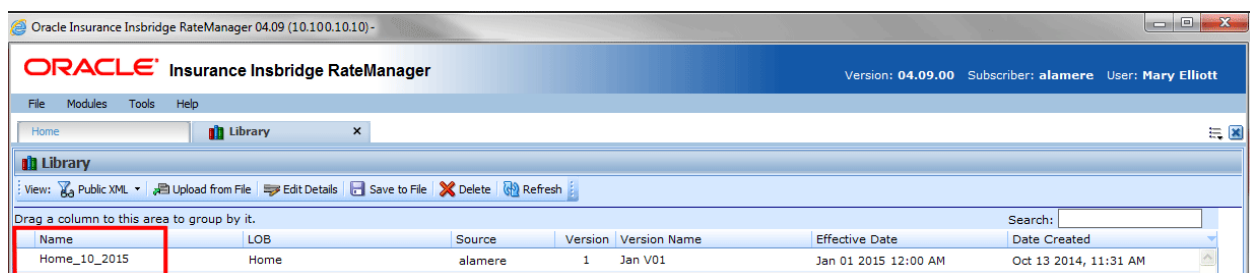 Oracle Insurance Insbridge RateManager 04.09 (10.100.10.10) -
ORACLE® Insurance Insbridge RateManager Version: 04.09.00 Subscriber: alamere User: Mary Elliott
File Modules Tools Help
Home Library x
Library
View: Public XML Upload from File Edit Details Save to File Delete Refresh
Drag a column to this area to group by it. Search:
Name LOB Source Version Version Name Effective Date Date Created
Home_10_2015 Home alamere 1 Jan V01 Jan 01 2015 12:00 AM Oct 13 2014, 11:31 AM